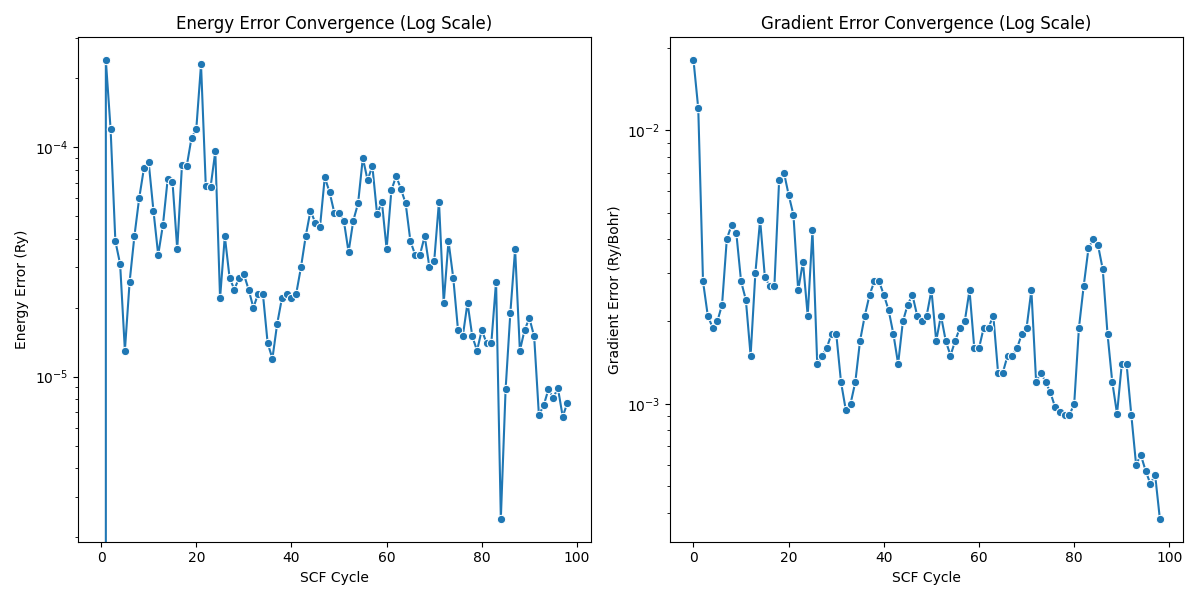 Energy Error Convergence (Log Scale)
Energy Error (Ry)
10⁻⁴
10⁻⁵
0 20 40 60 80 100
SCF Cycle
Gradient Error Convergence (Log Scale)
Gradient Error (Ry/Bohr)
10⁻²
10⁻³
0 20 40 60 80 100
SCF Cycle